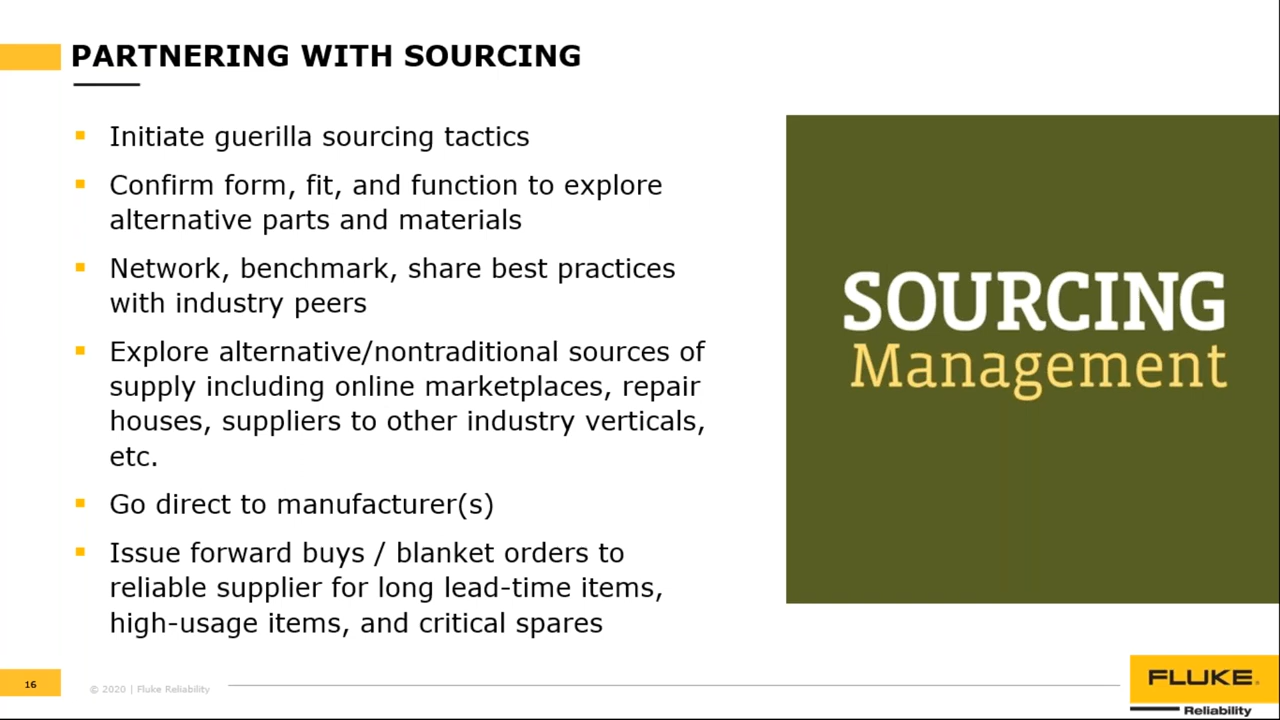 PARTNERING WITH SOURCING
Initiate guerilla sourcing tactics
Confirm form, fit, and function to explore
alternative parts and materials
Network, benchmark, share best practices
with industry peers
Explore alternative/nontraditional sources of
supply including online marketplaces, repair
houses, suppliers to other industry verticals,
etc.
Go direct to manufacturer(s)
Issue forward buys / blanket orders to
reliable supplier for long lead-time items,
high-usage items, and critical spares
SOURCING
Management
16
© 2020 | Fluke Reliability
FLUKE®
Reliability